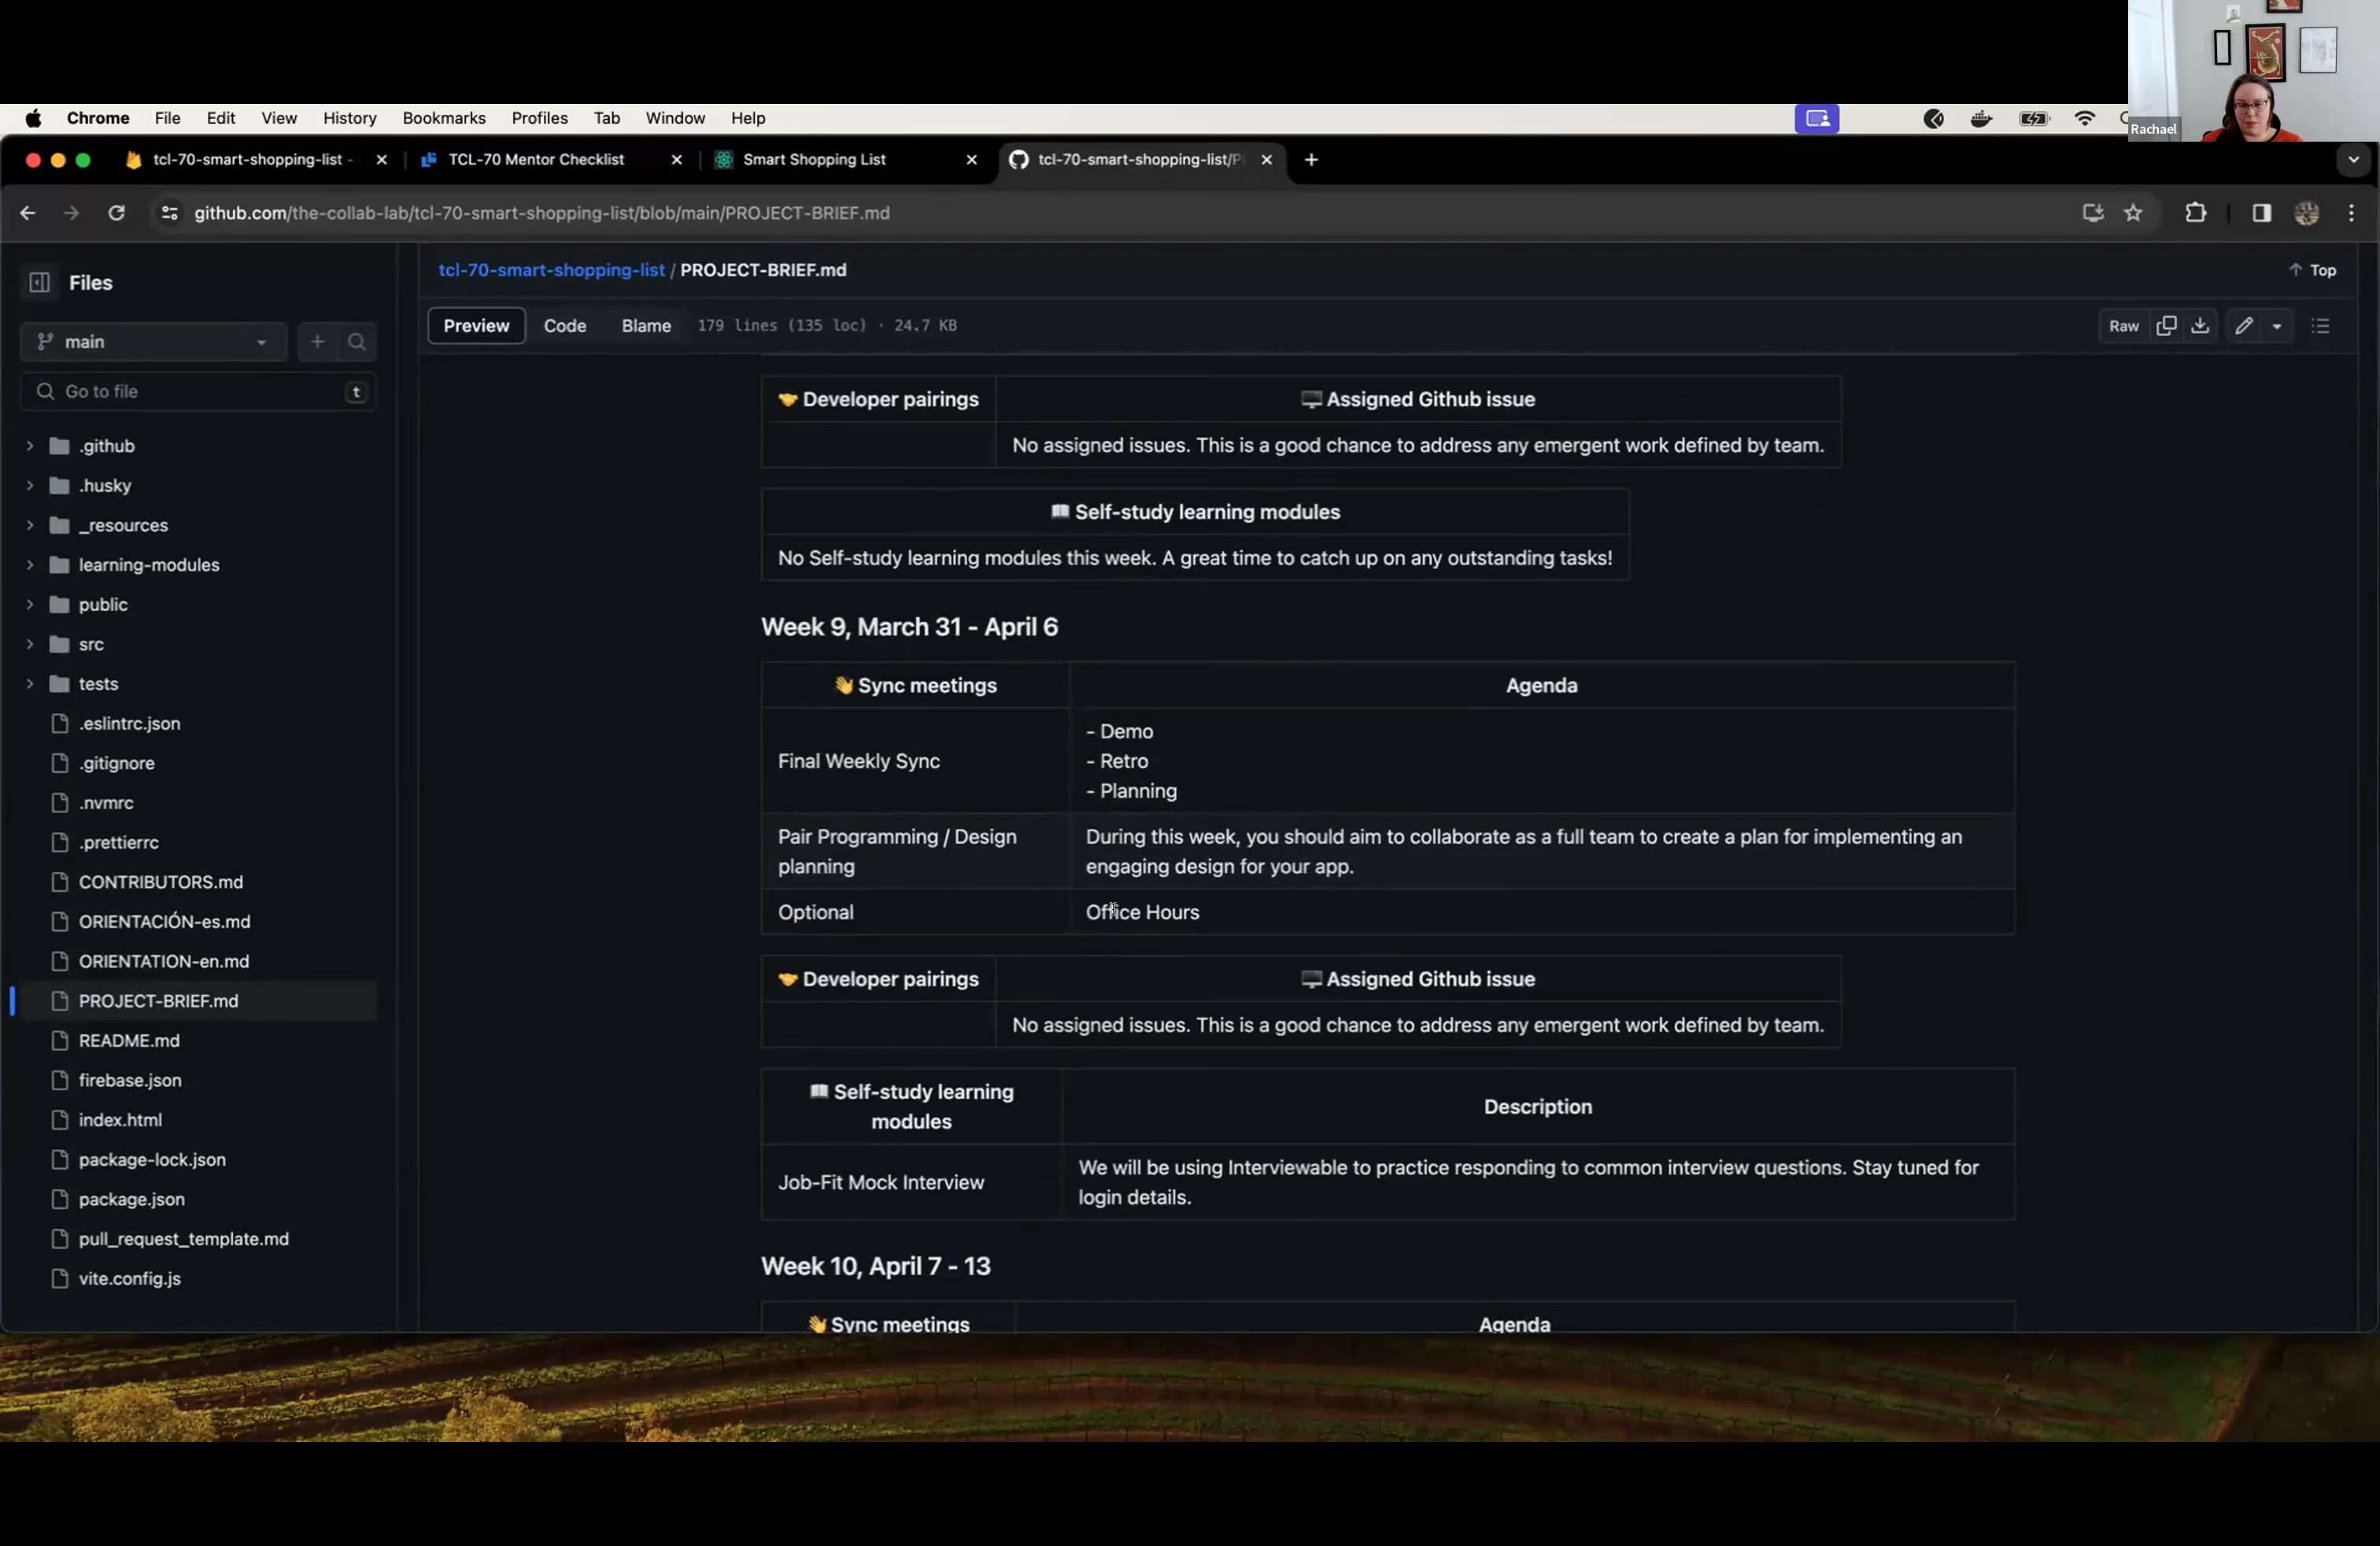 Chrome File Edit View History Bookmarks Profiles Tab Window Help
Rachael
tcl-70-smart-shopping-list -
TCL-70 Mentor Checklist
Smart Shopping List
tcl-70-smart-shopping-list/P
github.com/the-collab-lab/tcl-70-smart-shopping-list/blob/main/PROJECT-BRIEF.md
Files
main
Go to file
t
.github
.husky
_resources
learning-modules
public
src
tests
.eslintrc.json
.gitignore
.nvmrc
.prettierrc
CONTRIBUTORS.md
ORIENTACIÓN-es.md
ORIENTATION-en.md
PROJECT-BRIEF.md
README.md
firebase.json
index.html
package-lock.json
package.json
pull_request_template.md
vite.config.js
tcl-70-smart-shopping-list / PROJECT-BRIEF.md
Top
Preview Code Blame 179 lines (135 loc) · 24.7 KB
Raw
🤝 Developer pairings
🖥️ Assigned Github issue
No assigned issues. This is a good chance to address any emergent work defined by team.
📖 Self-study learning modules
No Self-study learning modules this week. A great time to catch up on any outstanding tasks!
Week 9, March 31 - April 6
👋 Sync meetings
Agenda
Final Weekly Sync
- Demo
- Retro
- Planning
Pair Programming / Design
planning
During this week, you should aim to collaborate as a full team to create a plan for implementing an
engaging design for your app.
Optional
Office Hours
🤝 Developer pairings
🖥️ Assigned Github issue
No assigned issues. This is a good chance to address any emergent work defined by team.
📖 Self-study learning
modules
Description
Job-Fit Mock Interview
We will be using Interviewable to practice responding to common interview questions. Stay tuned for
login details.
Week 10, April 7 - 13
👋 Sync meetings
Agenda